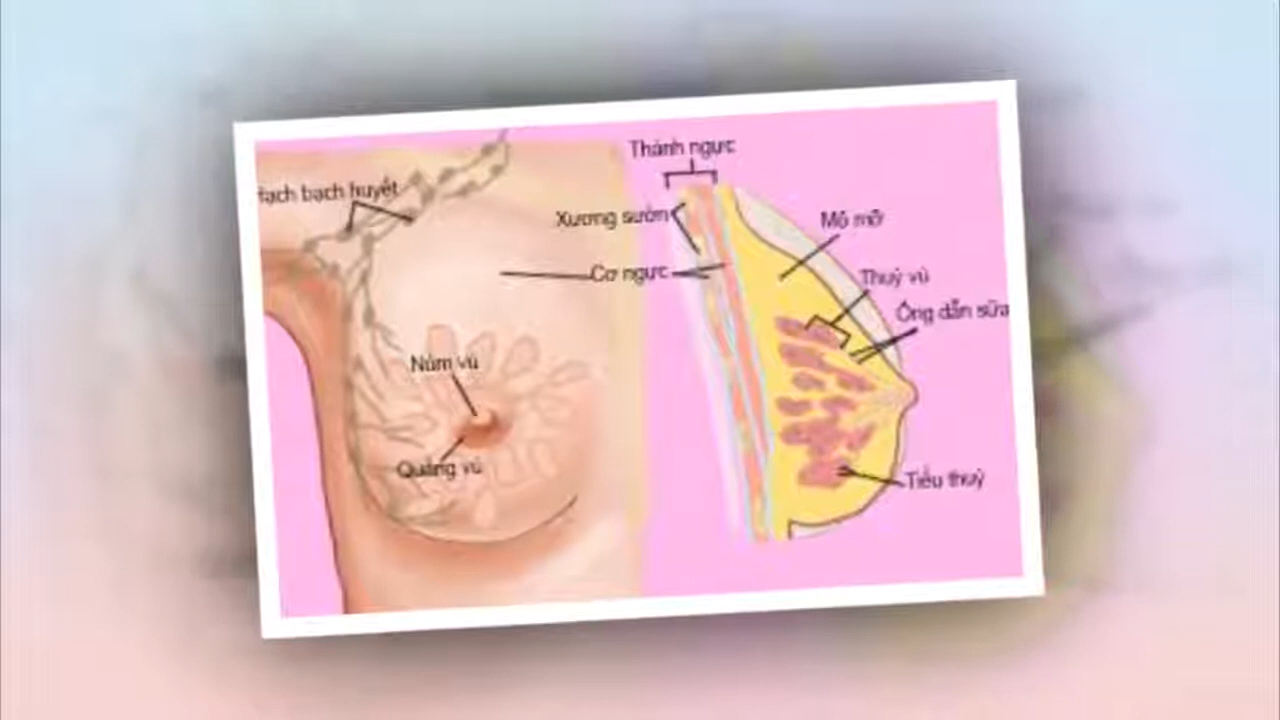 Hạch bạch huyết
Núm vú
Quầng vú
Thành ngực
Xương sườn
Cơ ngực
Mô mỡ
Thuỳ vú
Ống dẫn sữa
Tiểu thuỳ